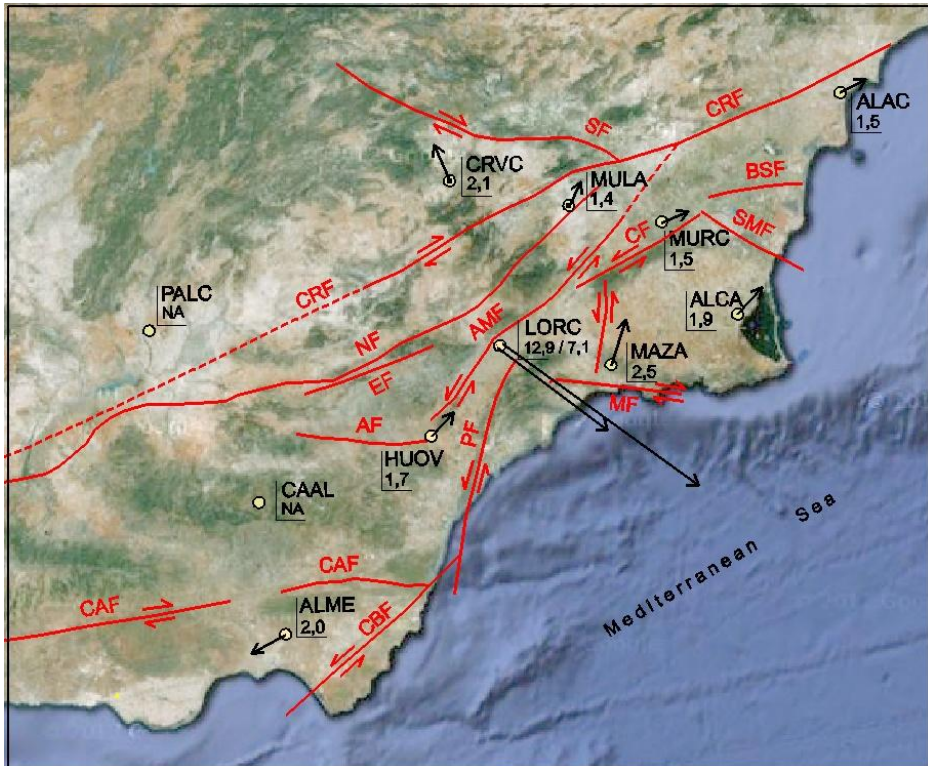 CRF
ALAC
1,5
SF
CRVC
2,1
MULA
1,4
BSF
CF
SMF
MURC
1,5
CRF
PALC
NA
ALCA
1,9
AMF
LORC
12,9 / 7,1
NF
MAZA
2,5
EF
MF
AF
PF
HUOV
1,7
CAAL
NA
Mediterranean Sea
CAF
CAF
ALME
2,0
CBF